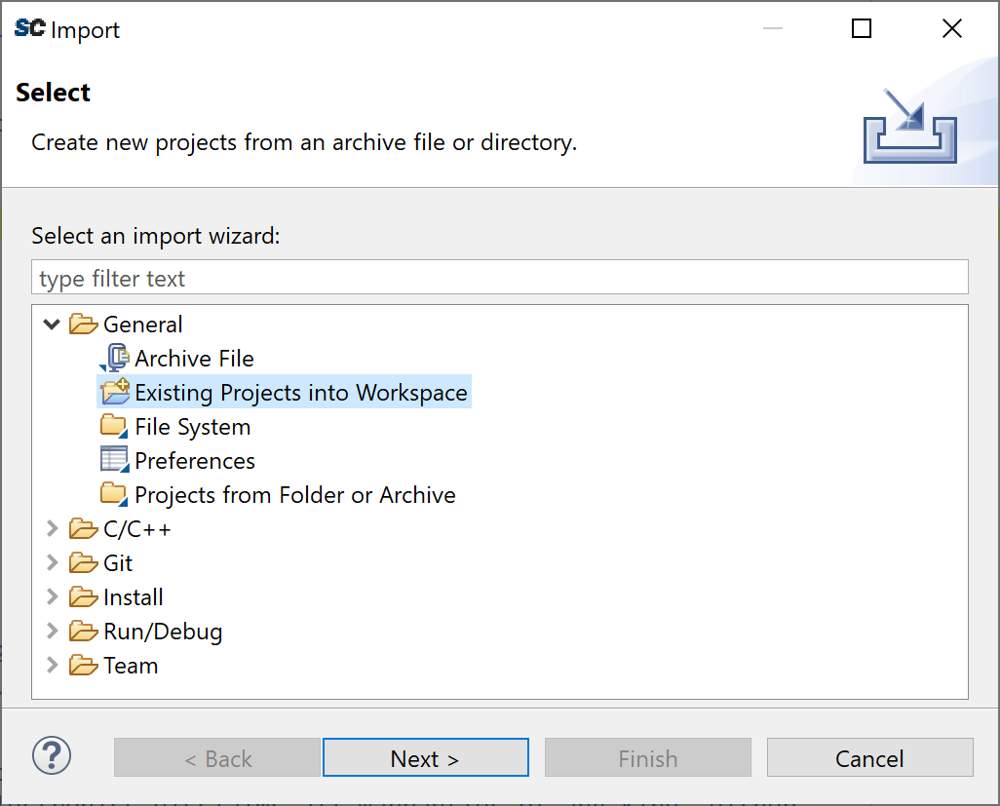 SC Import
Select
Create new projects from an archive file or directory.
Select an import wizard:
type filter text
General
Archive File
Existing Projects into Workspace
File System
Preferences
Projects from Folder or Archive
C/C++
Git
Install
Run/Debug
Team
?
< Back
Next >
Finish
Cancel